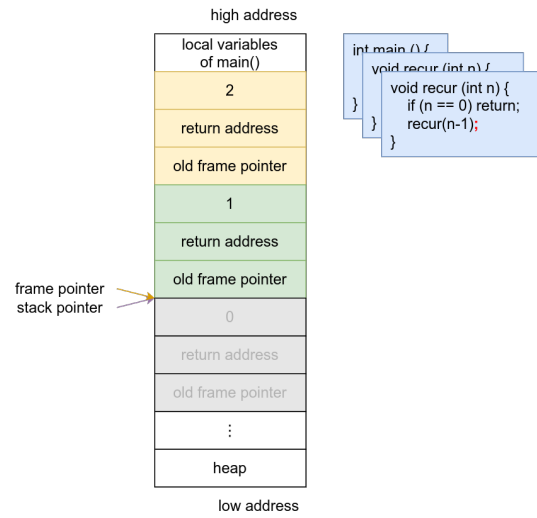 high address
local variables
of main()
2
return address
old frame pointer
1
return address
old frame pointer
frame pointer
stack pointer
0
return address
old frame pointer
⋮
heap
low address
int main () {
}
void recur (int n) {
}
void recur (int n) {
if (n == 0) return;
recur(n-1);
}